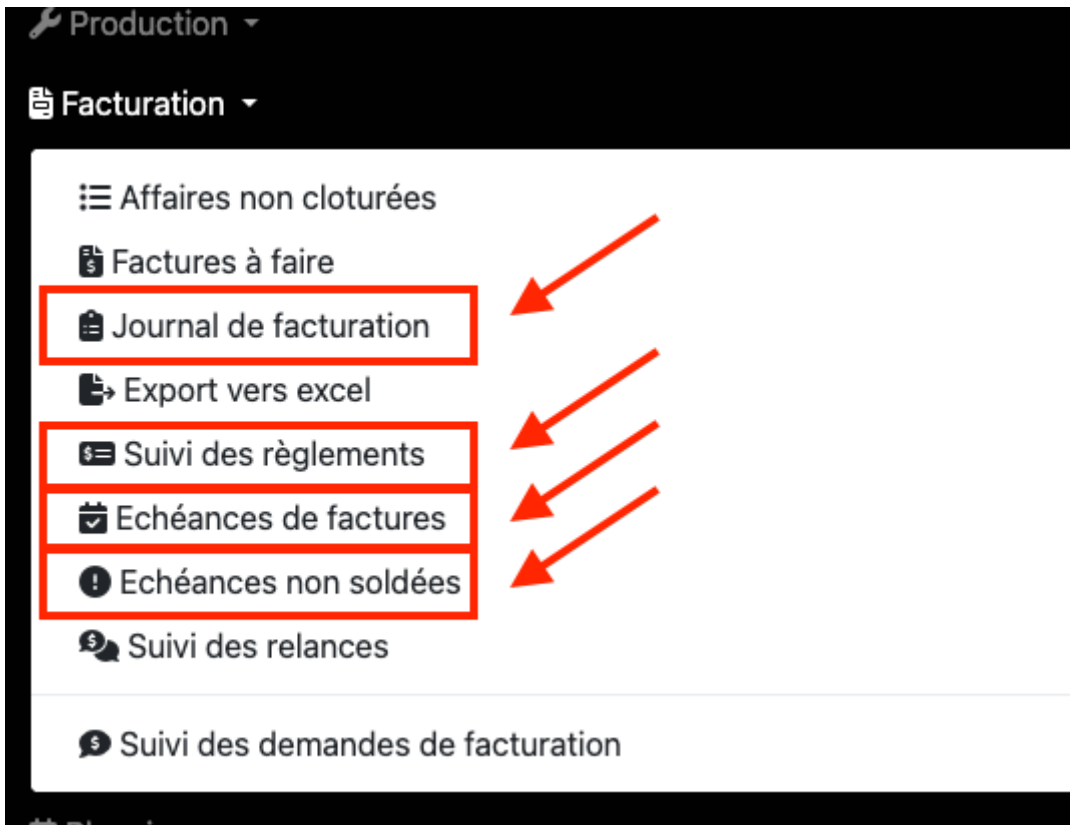 Production
Facturation
Affaires non cloturées
Factures à faire
Journal de facturation
Export vers excel
Suivi des règlements
Echéances de factures
Echéances non soldées
Suivi des relances
Suivi des demandes de facturation